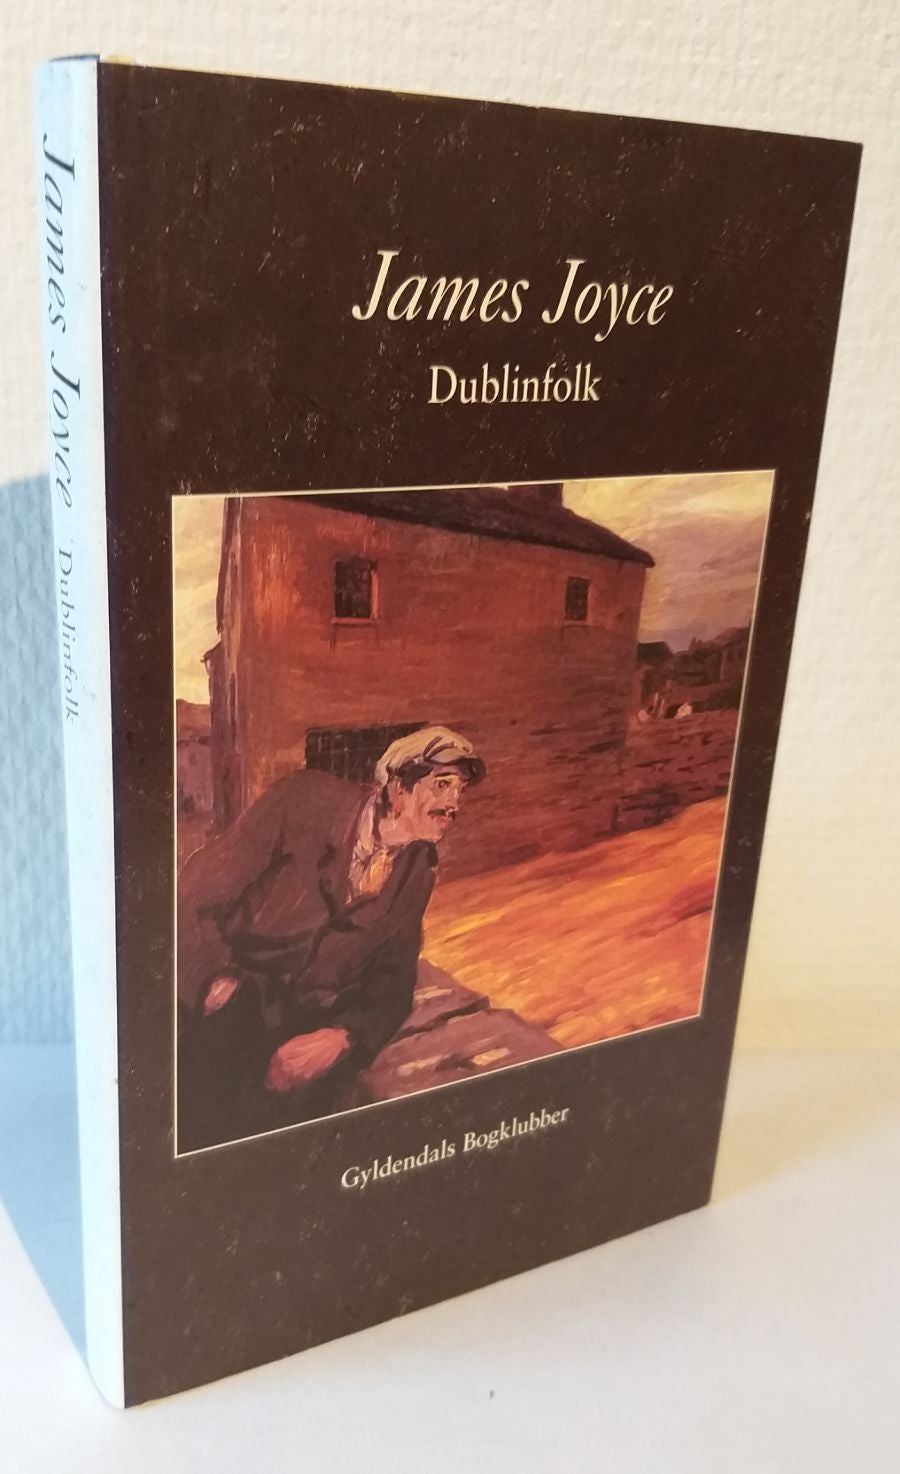 James Joyce
Dublinfolk
Gyldendals Bogklubber
James Joyce Dublinfolk